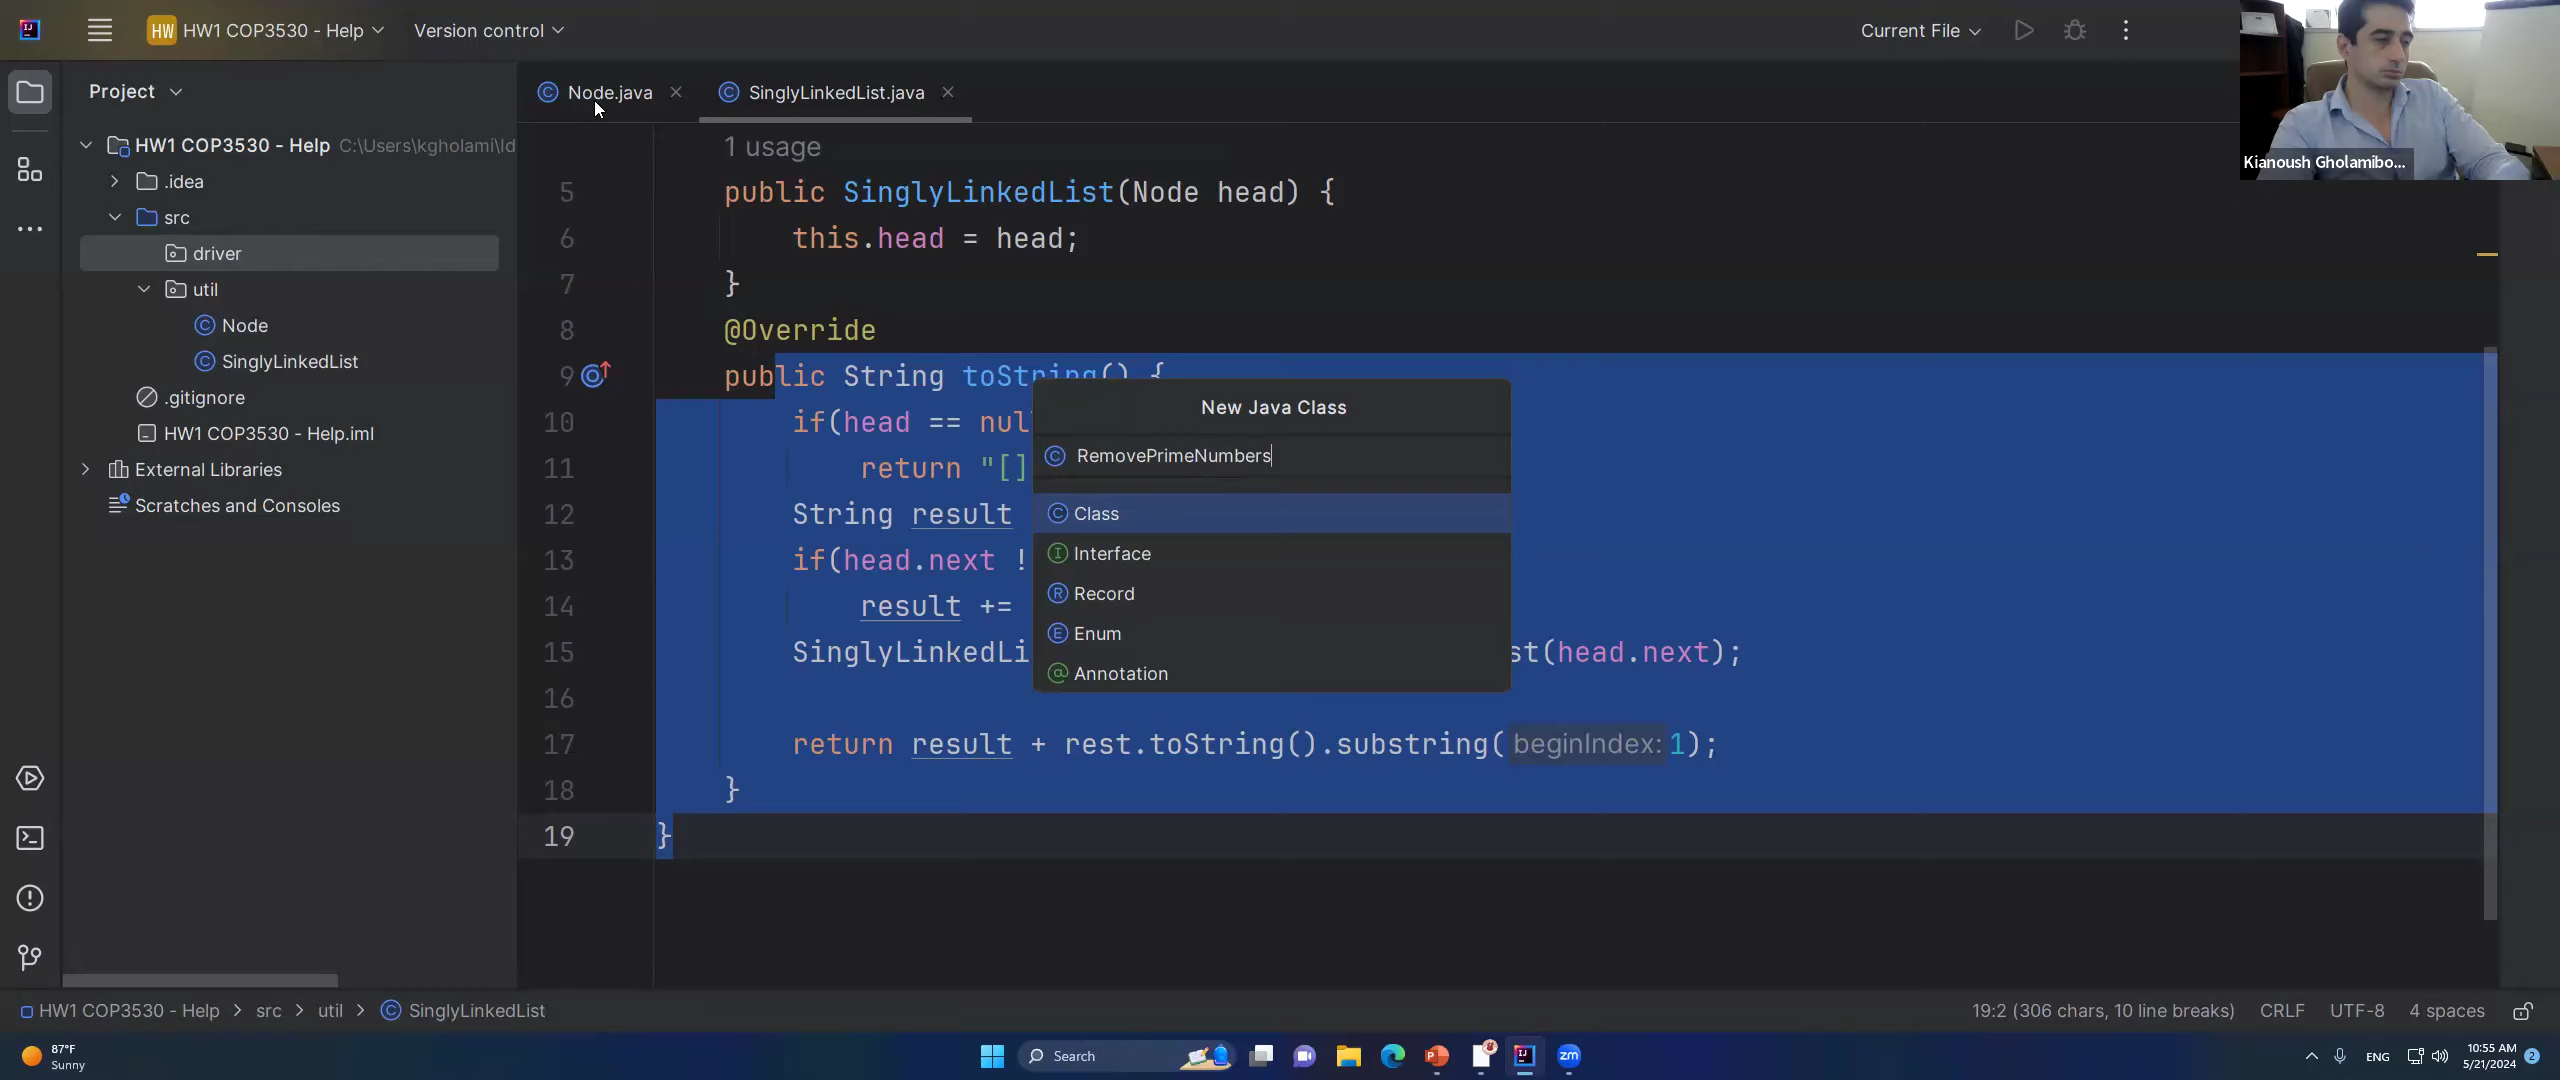 HW HW1 COP3530 - Help Version control Current File
Kianoush Gholamibo...
Project
Node.java SinglyLinkedList.java
HW1 COP3530 - Help C:\Users\kgholami\Id
.idea
src
driver
util
Node
SinglyLinkedList
.gitignore
HW1 COP3530 - Help.iml
External Libraries
Scratches and Consoles
1 usage
5 public SinglyLinkedList(Node head) {
6 this.head = head;
7 }
8 @Override
9 public String toString() {
10 if(head == nul
11 return "[]
12 String result
13 if(head.next !
14 result +=
15 SinglyLinkedLi st(head.next);
16
17 return result + rest.toString().substring( beginIndex: 1);
18 }
19 }
New Java Class
RemovePrimeNumbers
Class
Interface
Record
Enum
Annotation
HW1 COP3530 - Help > src > util > SinglyLinkedList 19:2 (306 chars, 10 line breaks) CRLF UTF-8 4 spaces
87°F
Sunny
Search
zm
ENG
10:55 AM
5/21/2024
2